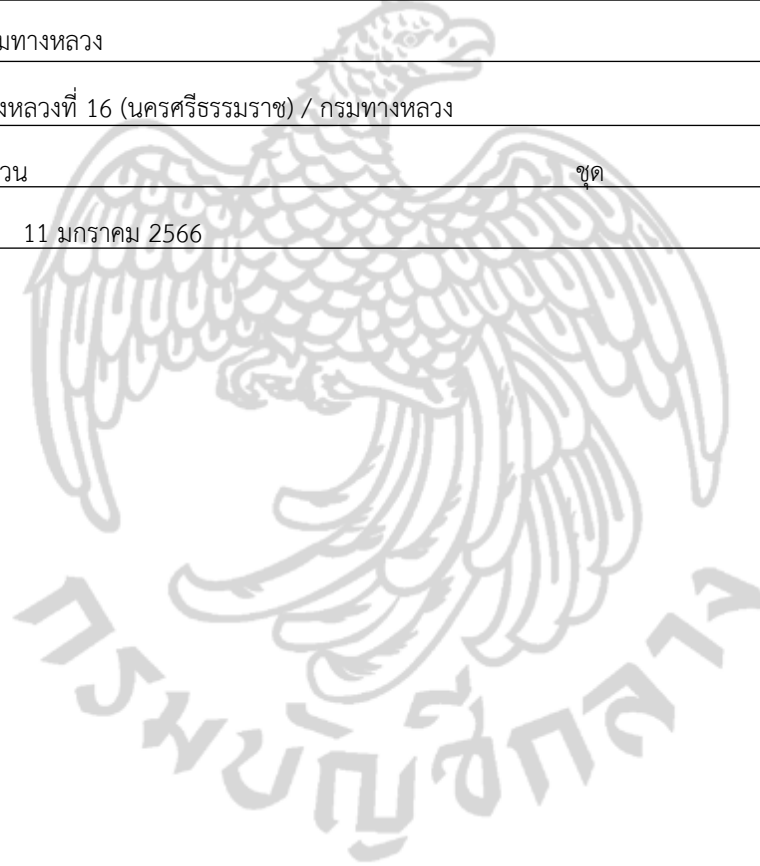 มทางหลวง
งหลวงที่ 16 (นครศรีธรรมราช) / กรมทางหลวง
วน ชุด
11 มกราคม 2566
กรมบัญชีกลาง